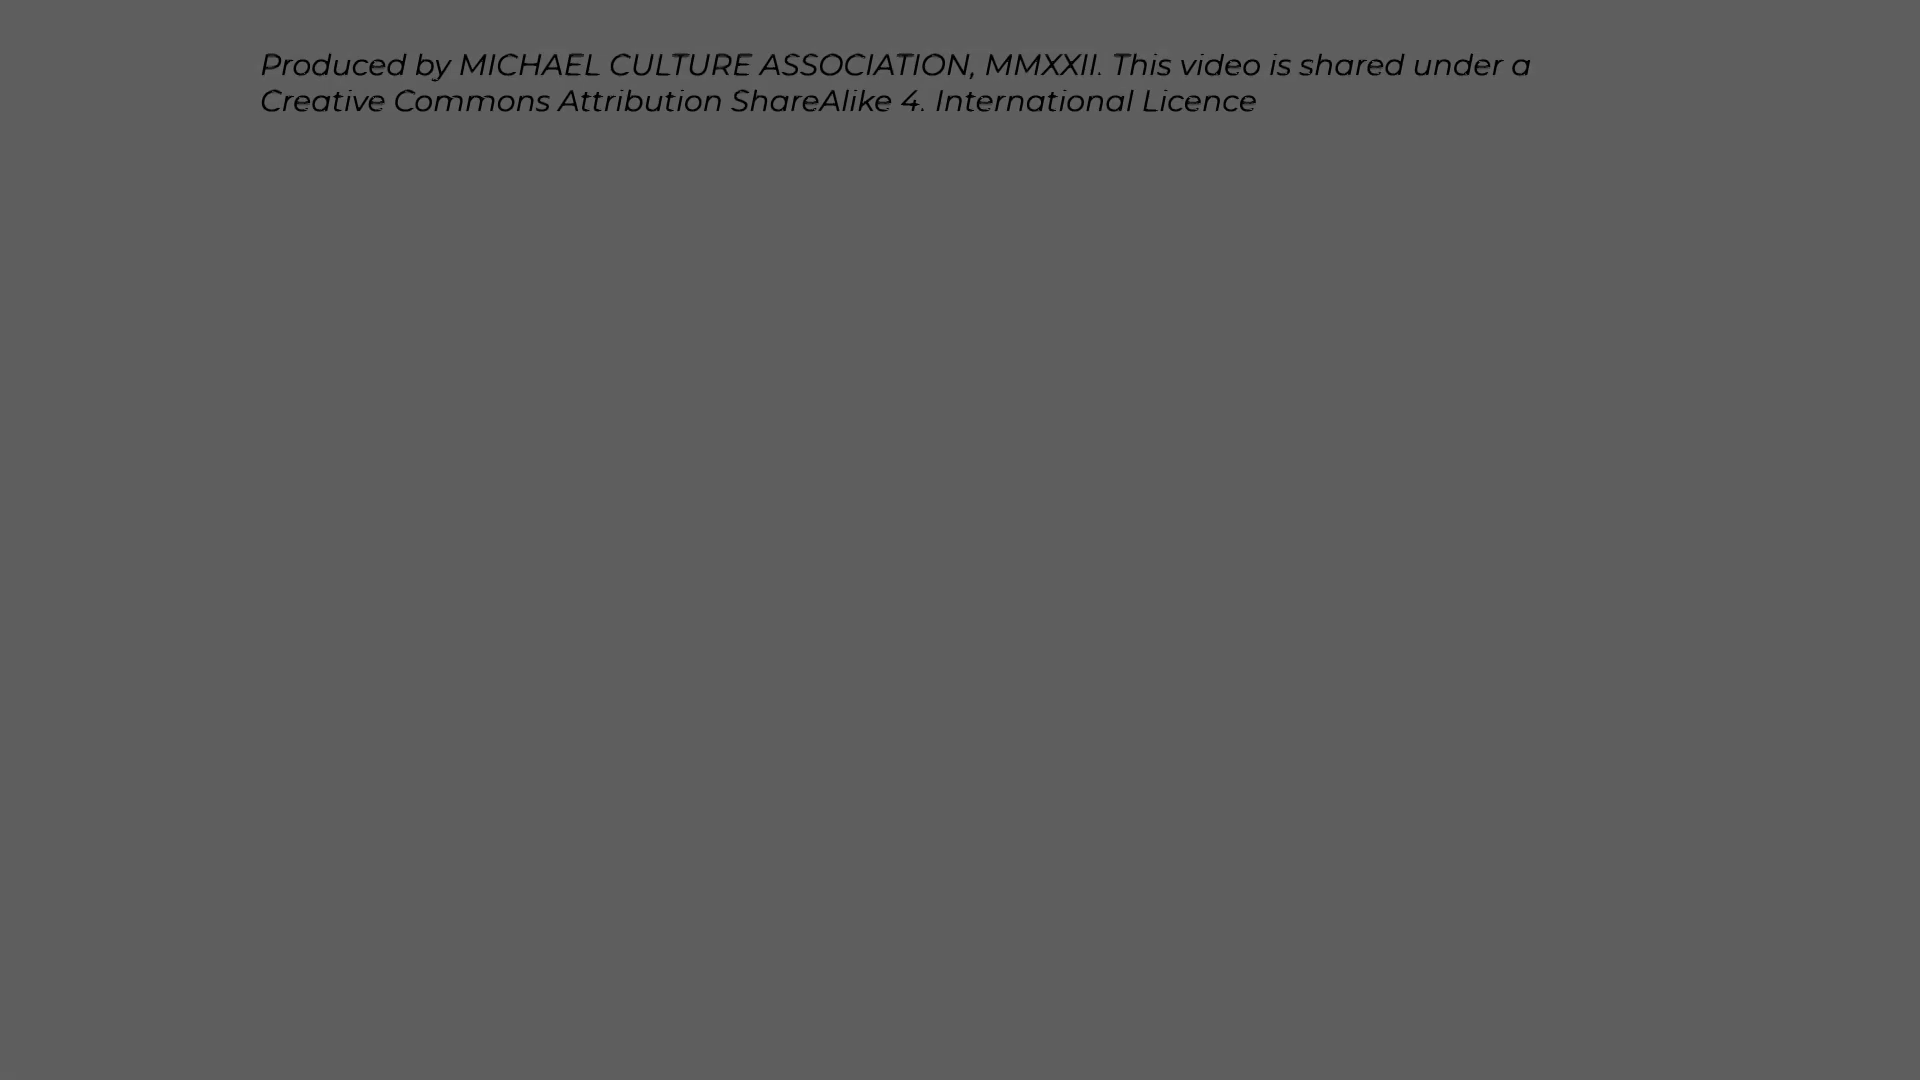 Produced by MICHAEL CULTURE ASSOCIATION, MMXXII. This video is shared under a
Creative Commons Attribution ShareAlike 4. International Licence